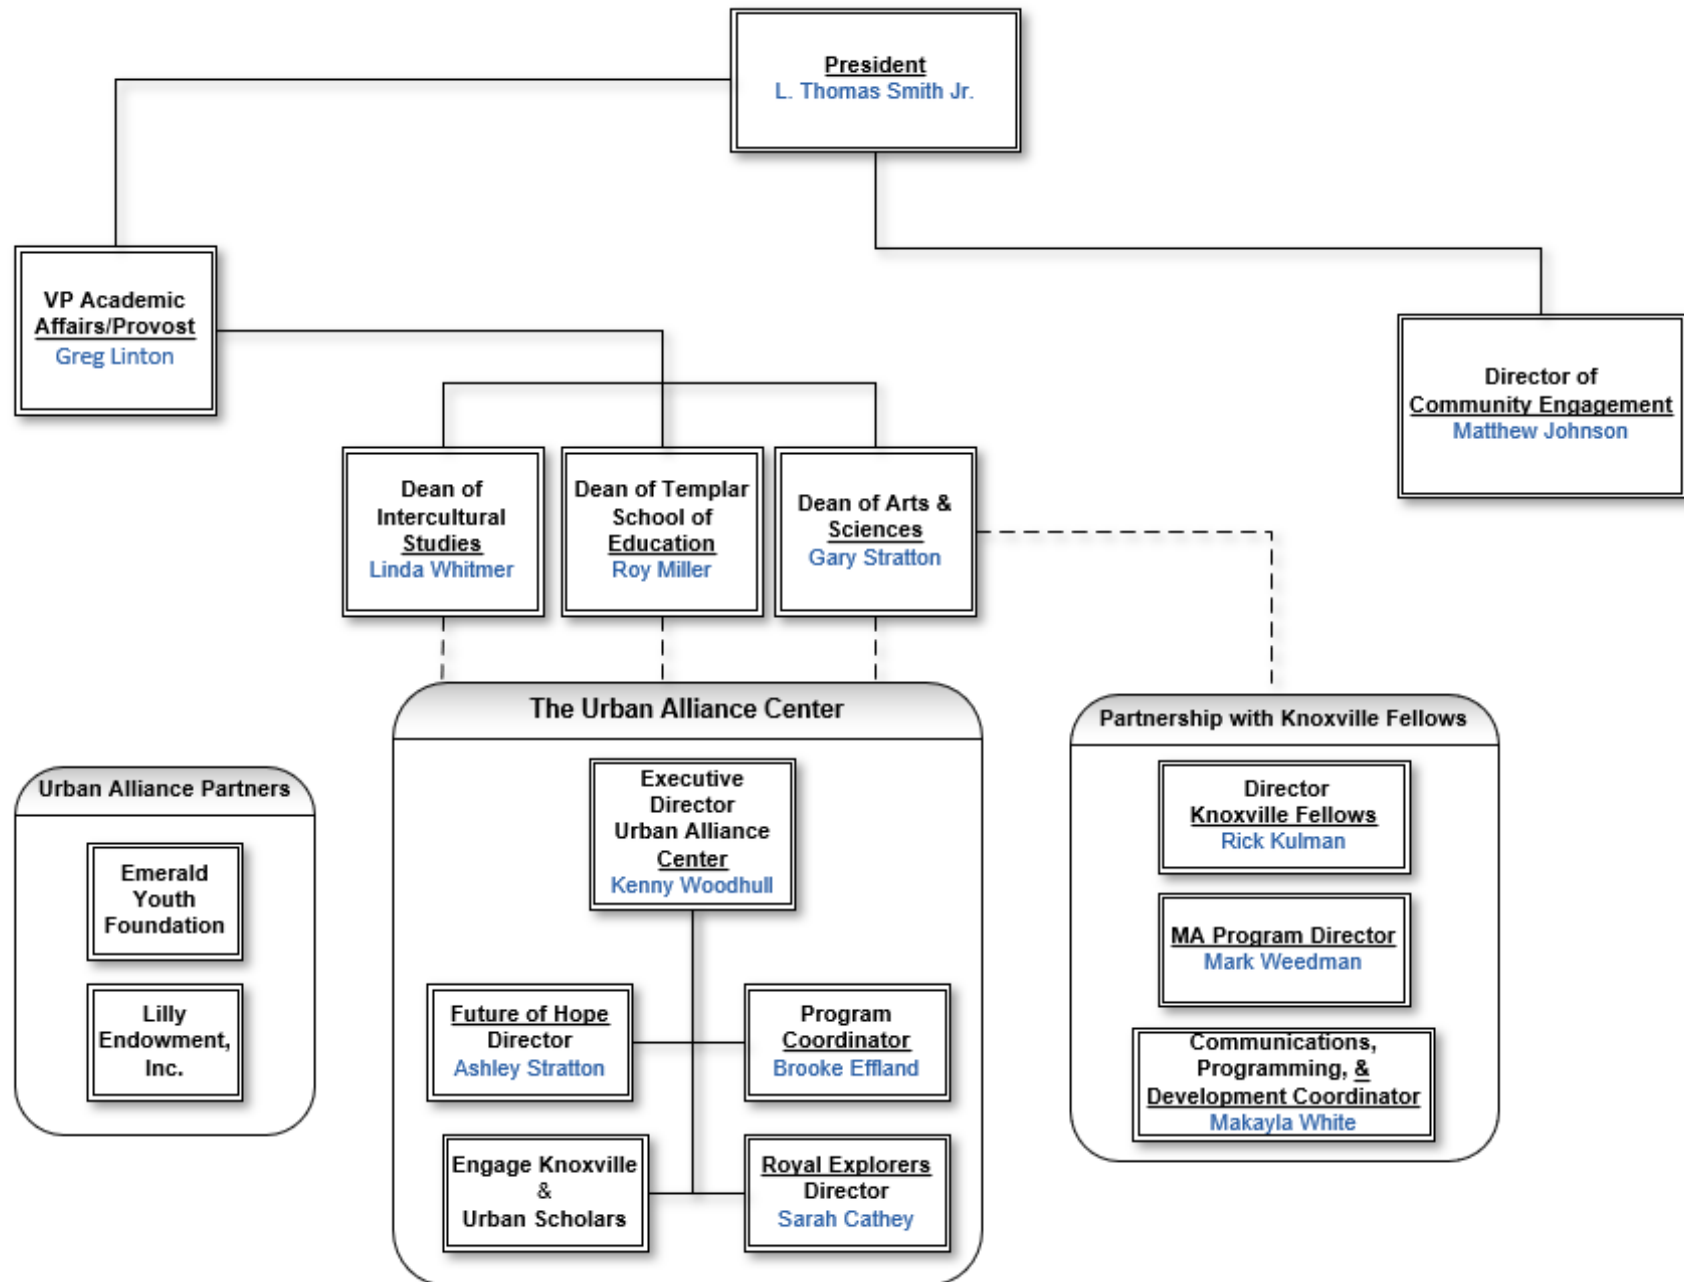 President
L. Thomas Smith Jr.
VP Academic
Affairs/Provost
Greg Linton
Director of
Community Engagement
Matthew Johnson
Dean of
Intercultural
Studies
Linda Whitmer
Dean of Templar
School of
Education
Roy Miller
Dean of Arts &
Sciences
Gary Stratton
The Urban Alliance Center
Executive
Director
Urban Alliance
Center
Kenny Woodhull
Future of Hope
Director
Ashley Stratton
Program
Coordinator
Brooke Effland
Engage Knoxville
&
Urban Scholars
Royal Explorers
Director
Sarah Cathey
Partnership with Knoxville Fellows
Director
Knoxville Fellows
Rick Kulman
MA Program Director
Mark Weedman
Communications,
Programming, &
Development Coordinator
Makayla White
Urban Alliance Partners
Emerald
Youth
Foundation
Lilly
Endowment,
Inc.